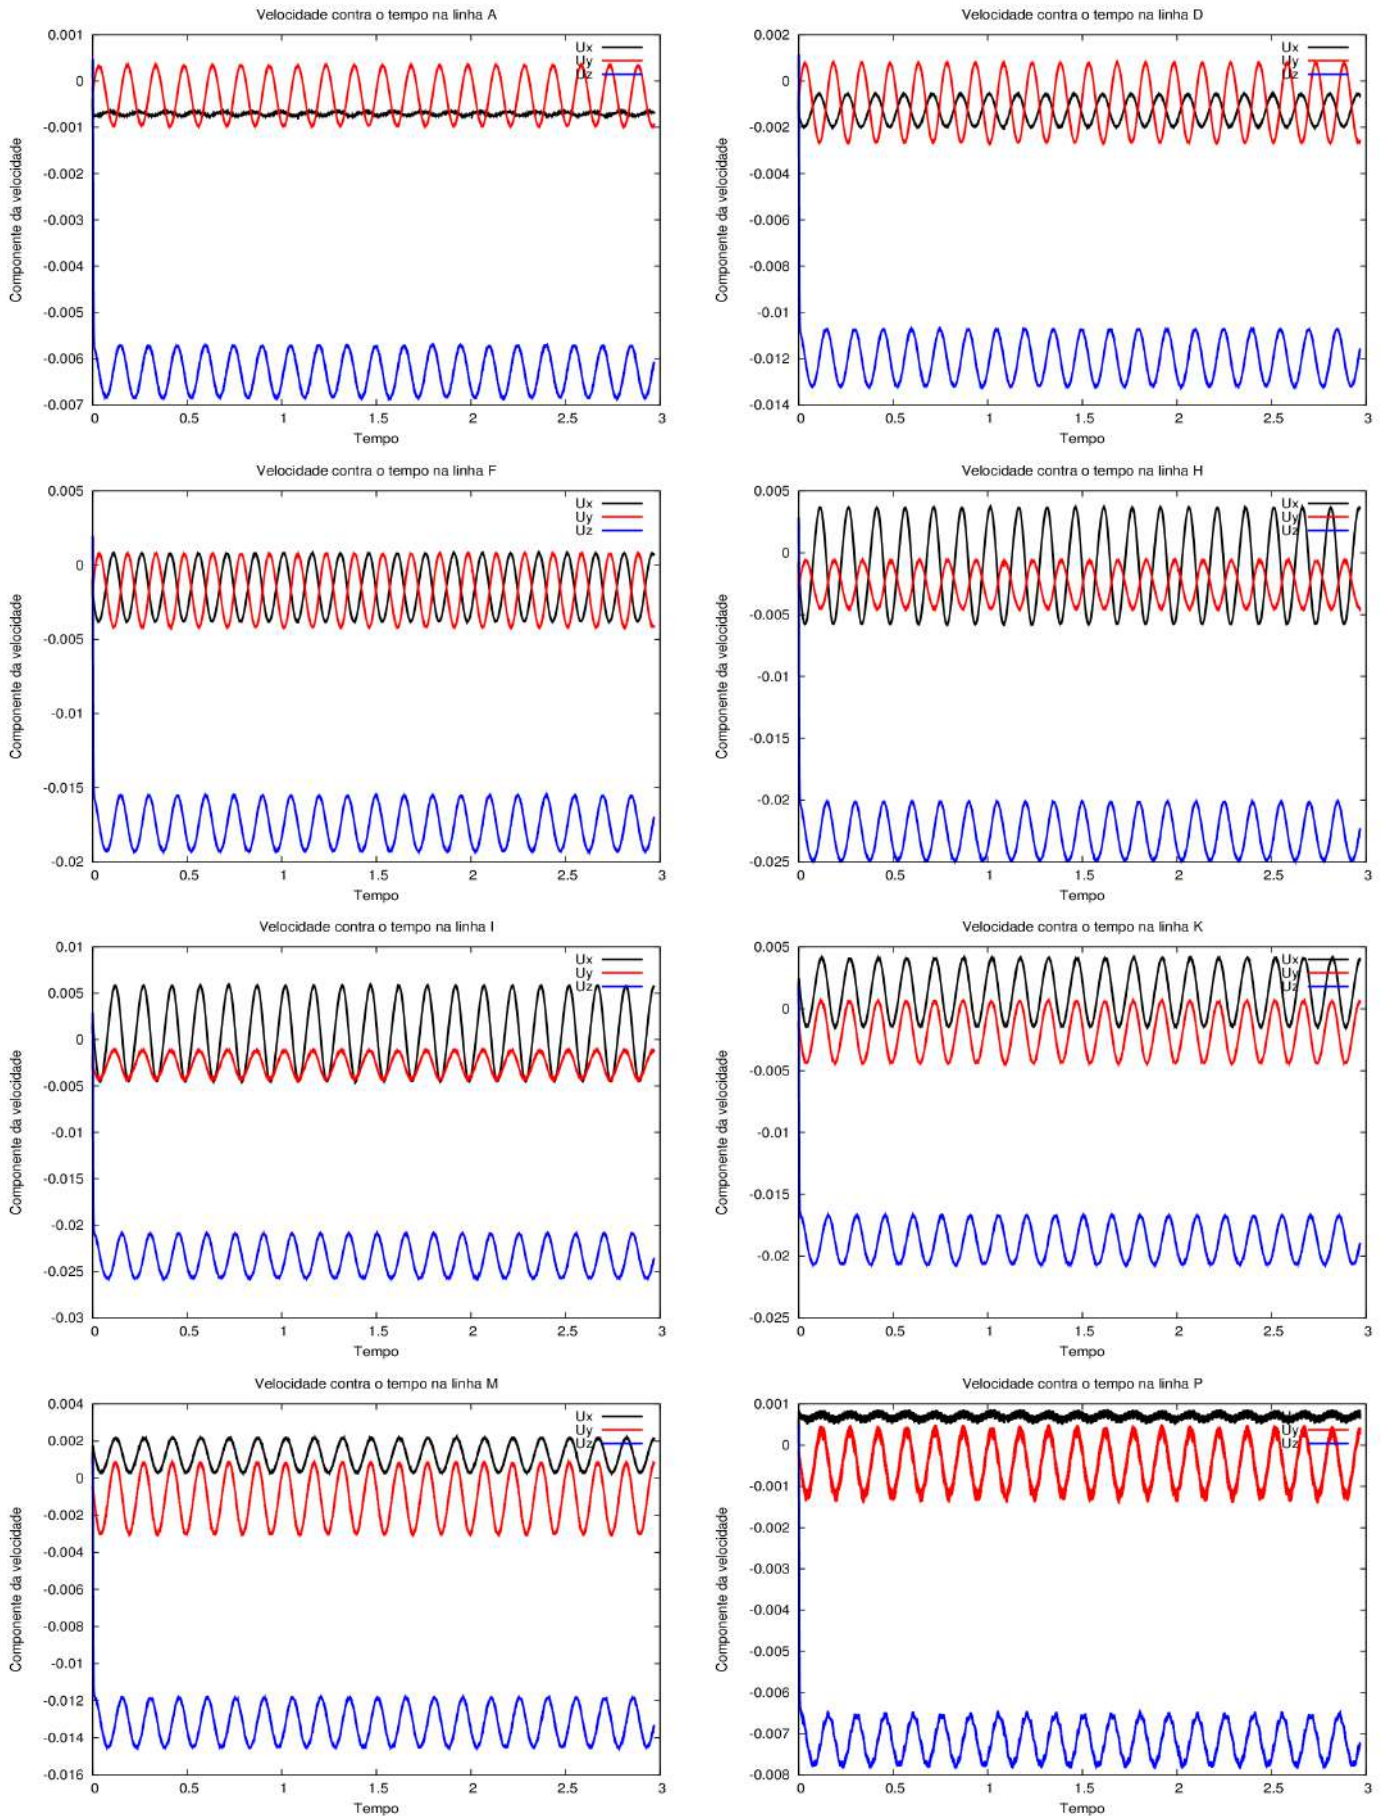 Velocidade contra o tempo na linha A
0.001
0
-0.001
-0.002
-0.003
-0.004
-0.005
-0.006
-0.007
Componente da velocidade
Ux
Uy
Uz
0 0.5 1 1.5 2 2.5 3
Tempo
Velocidade contra o tempo na linha D
0.002
0
-0.002
-0.004
-0.006
-0.008
-0.01
-0.012
-0.014
Componente da velocidade
Ux
Uy
Uz
0 0.5 1 1.5 2 2.5 3
Tempo
Velocidade contra o tempo na linha F
0.005
0
-0.005
-0.01
-0.015
-0.02
Componente da velocidade
Ux
Uy
Uz
0 0.5 1 1.5 2 2.5 3
Tempo
Velocidade contra o tempo na linha H
0.005
0
-0.005
-0.01
-0.015
-0.02
-0.025
Componente da velocidade
Ux
Uy
Uz
0 0.5 1 1.5 2 2.5 3
Tempo
Velocidade contra o tempo na linha I
0.01
0.005
0
-0.005
-0.01
-0.015
-0.02
-0.025
-0.03
Componente da velocidade
Ux
Uy
Uz
0 0.5 1 1.5 2 2.5 3
Tempo
Velocidade contra o tempo na linha K
0.005
0
-0.005
-0.01
-0.015
-0.02
-0.025
Componente da velocidade
Ux
Uy
Uz
0 0.5 1 1.5 2 2.5 3
Tempo
Velocidade contra o tempo na linha M
0.004
0.002
0
-0.002
-0.004
-0.006
-0.008
-0.01
-0.012
-0.014
-0.016
Componente da velocidade
Ux
Uy
Uz
0 0.5 1 1.5 2 2.5 3
Tempo
Velocidade contra o tempo na linha P
0.001
0
-0.001
-0.002
-0.003
-0.004
-0.005
-0.006
-0.007
-0.008
Componente da velocidade
Uy
Uz
0 0.5 1 1.5 2 2.5 3
Tempo